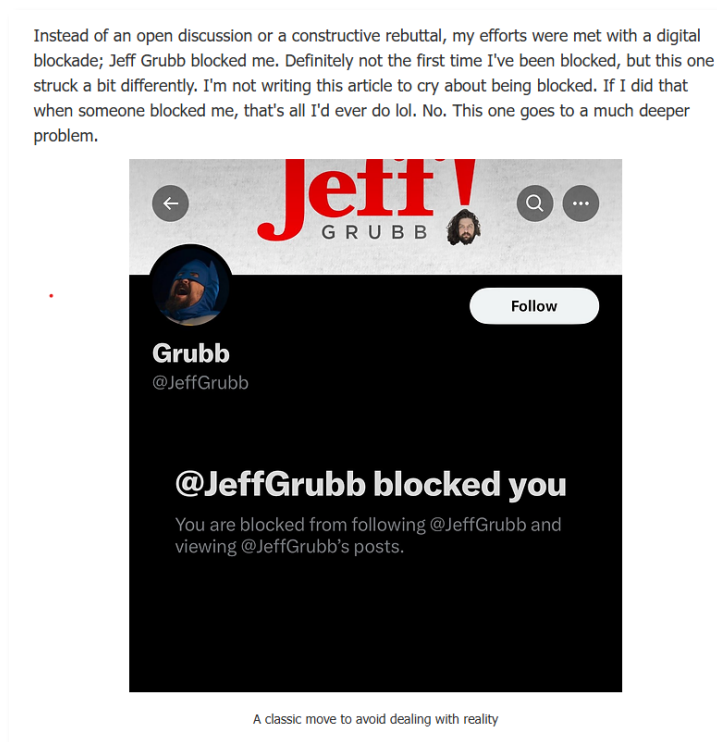 Instead of an open discussion or a constructive rebuttal, my efforts were met with a digital
blockade; Jeff Grubb blocked me. Definitely not the first time I've been blocked, but this one
struck a bit differently. I'm not writing this article to cry about being blocked. If I did that
when someone blocked me, that's all I'd ever do lol. No. This one goes to a much deeper
problem.
Jeff!
GRUBB
Follow
Grubb
@JeffGrubb
@JeffGrubb blocked you
You are blocked from following @JeffGrubb and
viewing @JeffGrubb’s posts.
A classic move to avoid dealing with reality